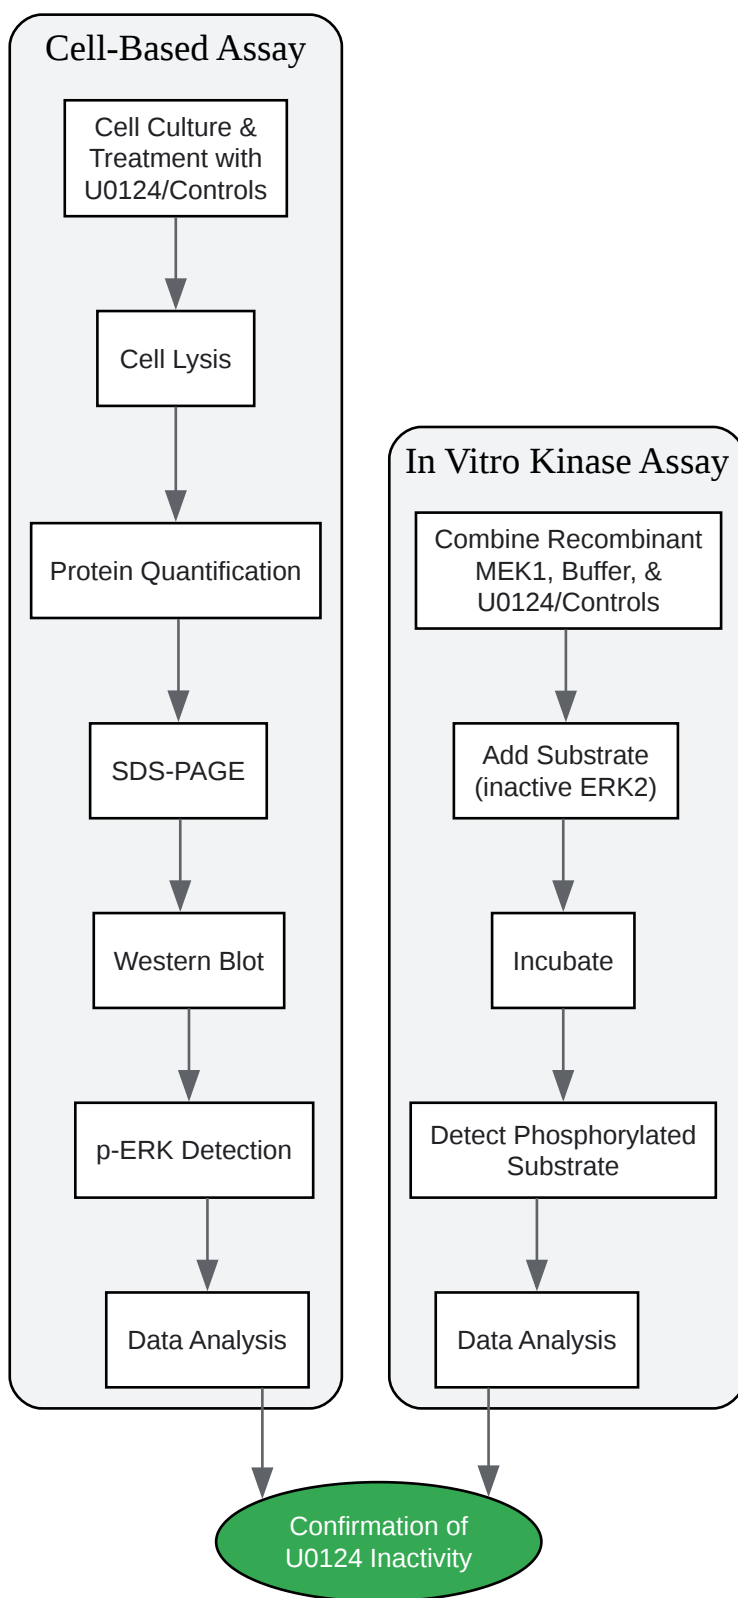 Cell-Based Assay
Cell Culture &
Treatment with
U0124/Controls
Cell Lysis
Protein Quantification
SDS-PAGE
Western Blot
p-ERK Detection
Data Analysis
In Vitro Kinase Assay
Combine Recombinant
MEK1, Buffer, &
U0124/Controls
Add Substrate
(inactive ERK2)
Incubate
Detect Phosphorylated
Substrate
Data Analysis
Confirmation of
U0124 Inactivity